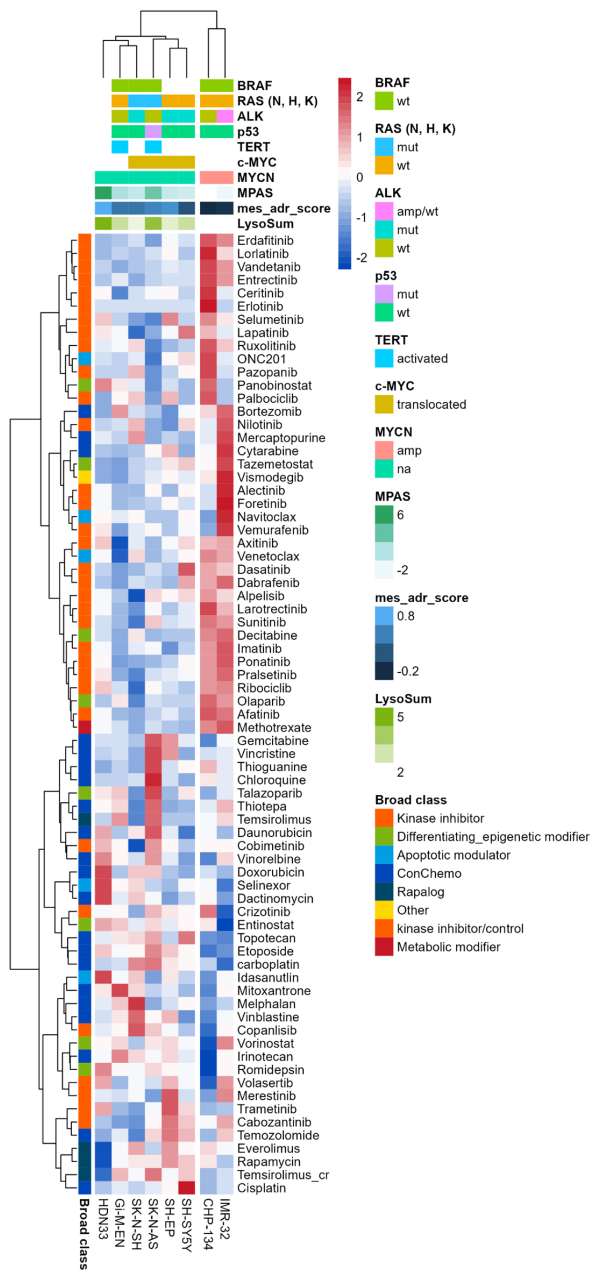 BRAF
RAS (N, H, K)
ALK
p53
TERT
c-MYC
MYCN
MPAS
mes_adr_score
LysoSum
Erdafitinib
Lorlatinib
Vandetanib
Entrectinib
Ceritinib
Erlotinib
Selumetinib
Lapatinib
Ruxolitinib
ONC201
Pazopanib
Panobinostat
Palbociclib
Bortezomib
Nilotinib
Mercaptopurine
Cytarabine
Tazemetostat
Vismodegib
Alectinib
Foretinib
Navitoclax
Vemurafenib
Axitinib
Venetoclax
Dasatinib
Dabrafenib
Alpelisib
Larotrectinib
Sunitinib
Decitabine
Imatinib
Ponatinib
Pralsetinib
Ribociclib
Olaparib
Afatinib
Methotrexate
Gemcitabine
Vincristine
Thioguanine
Chloroquine
Talazoparib
Thiotepa
Temsirolimus
Daunorubicin
Cobimetinib
Vinorelbine
Doxorubicin
Selinexor
Dactinomycin
Crizotinib
Entinostat
Topotecan
Etoposide
carboplatin
Idasanutlin
Mitoxantrone
Melphalan
Vinblastine
Copanlisib
Vorinostat
Irinotecan
Romidepsin
Volasertib
Merestinib
Trametinib
Cabozantinib
Temozolomide
Everolimus
Rapamycin
Temsirolimus_cr
Cisplatin
Broad class
HDN33
Gi-M-EN
SK-N-SH
SK-N-AS
SH-EP
SH-SY5Y
CHP-134
IMR-32
2
1
0
-1
-2
BRAF
wt
RAS (N, H, K)
mut
wt
ALK
amp/wt
mut
wt
p53
mut
wt
TERT
activated
c-MYC
translocated
MYCN
amp
na
MPAS
6
-2
mes_adr_score
0.8
-0.2
LysoSum
5
2
Broad class
Kinase inhibitor
Differentiating_epigenetic modifier
Apoptotic modulator
ConChemo
Rapalog
Other
kinase inhibitor/control
Metabolic modifier